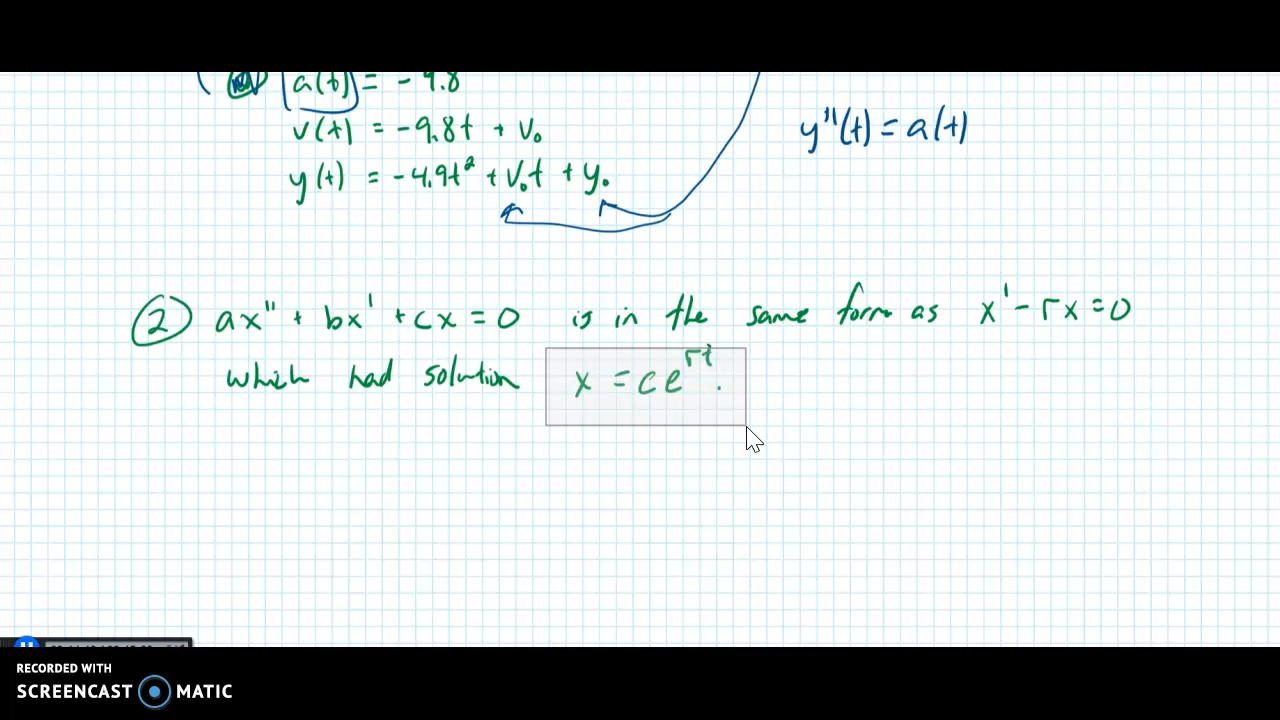 a(t) = -9.8
v(t) = -9.8t + v₀
y(t) = -4.9t² + v₀t + y₀
y''(t) = a(t)
② ax'' + bx' + cx = 0 is in the same form as x' - rx = 0
which had solution x = ce^{rt}.
RECORDED WITH
SCREENCAST MATIC